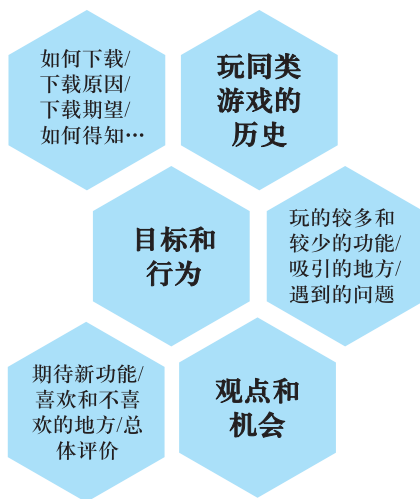 如何下载/
下载原因/
下载期望/
如何得知…
玩同类
游戏的
历史
目标和
行为
玩的较多和
较少的功能/
吸引的地方/
遇到的问题
期待新功能/
喜欢和不喜
欢的地方/总
体评价
观点和
机会